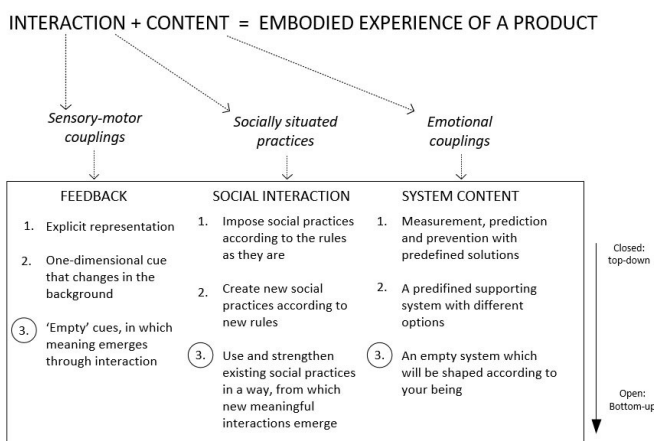 INTERACTION + CONTENT = EMBODIED EXPERIENCE OF A PRODUCT
Sensory-motor
couplings
Socially situated
practices
Emotional
couplings
FEEDBACK
1. Explicit representation
2. One-dimensional cue
that changes in the
background
3. 'Empty' cues, in which
meaning emerges
through interaction
SOCIAL INTERACTION
1. Impose social practices
according to the rules
as they are
2. Create new social
practices according to
new rules
3. Use and strengthen
existing social practices
in a way, from which
new meaningful
interactions emerge
SYSTEM CONTENT
1. Measurement, prediction
and prevention with
predefined solutions
2. A predifined supporting
system with different
options
3. An empty system which
will be shaped according to
your being
Closed:
top-down
Open:
Bottom-up